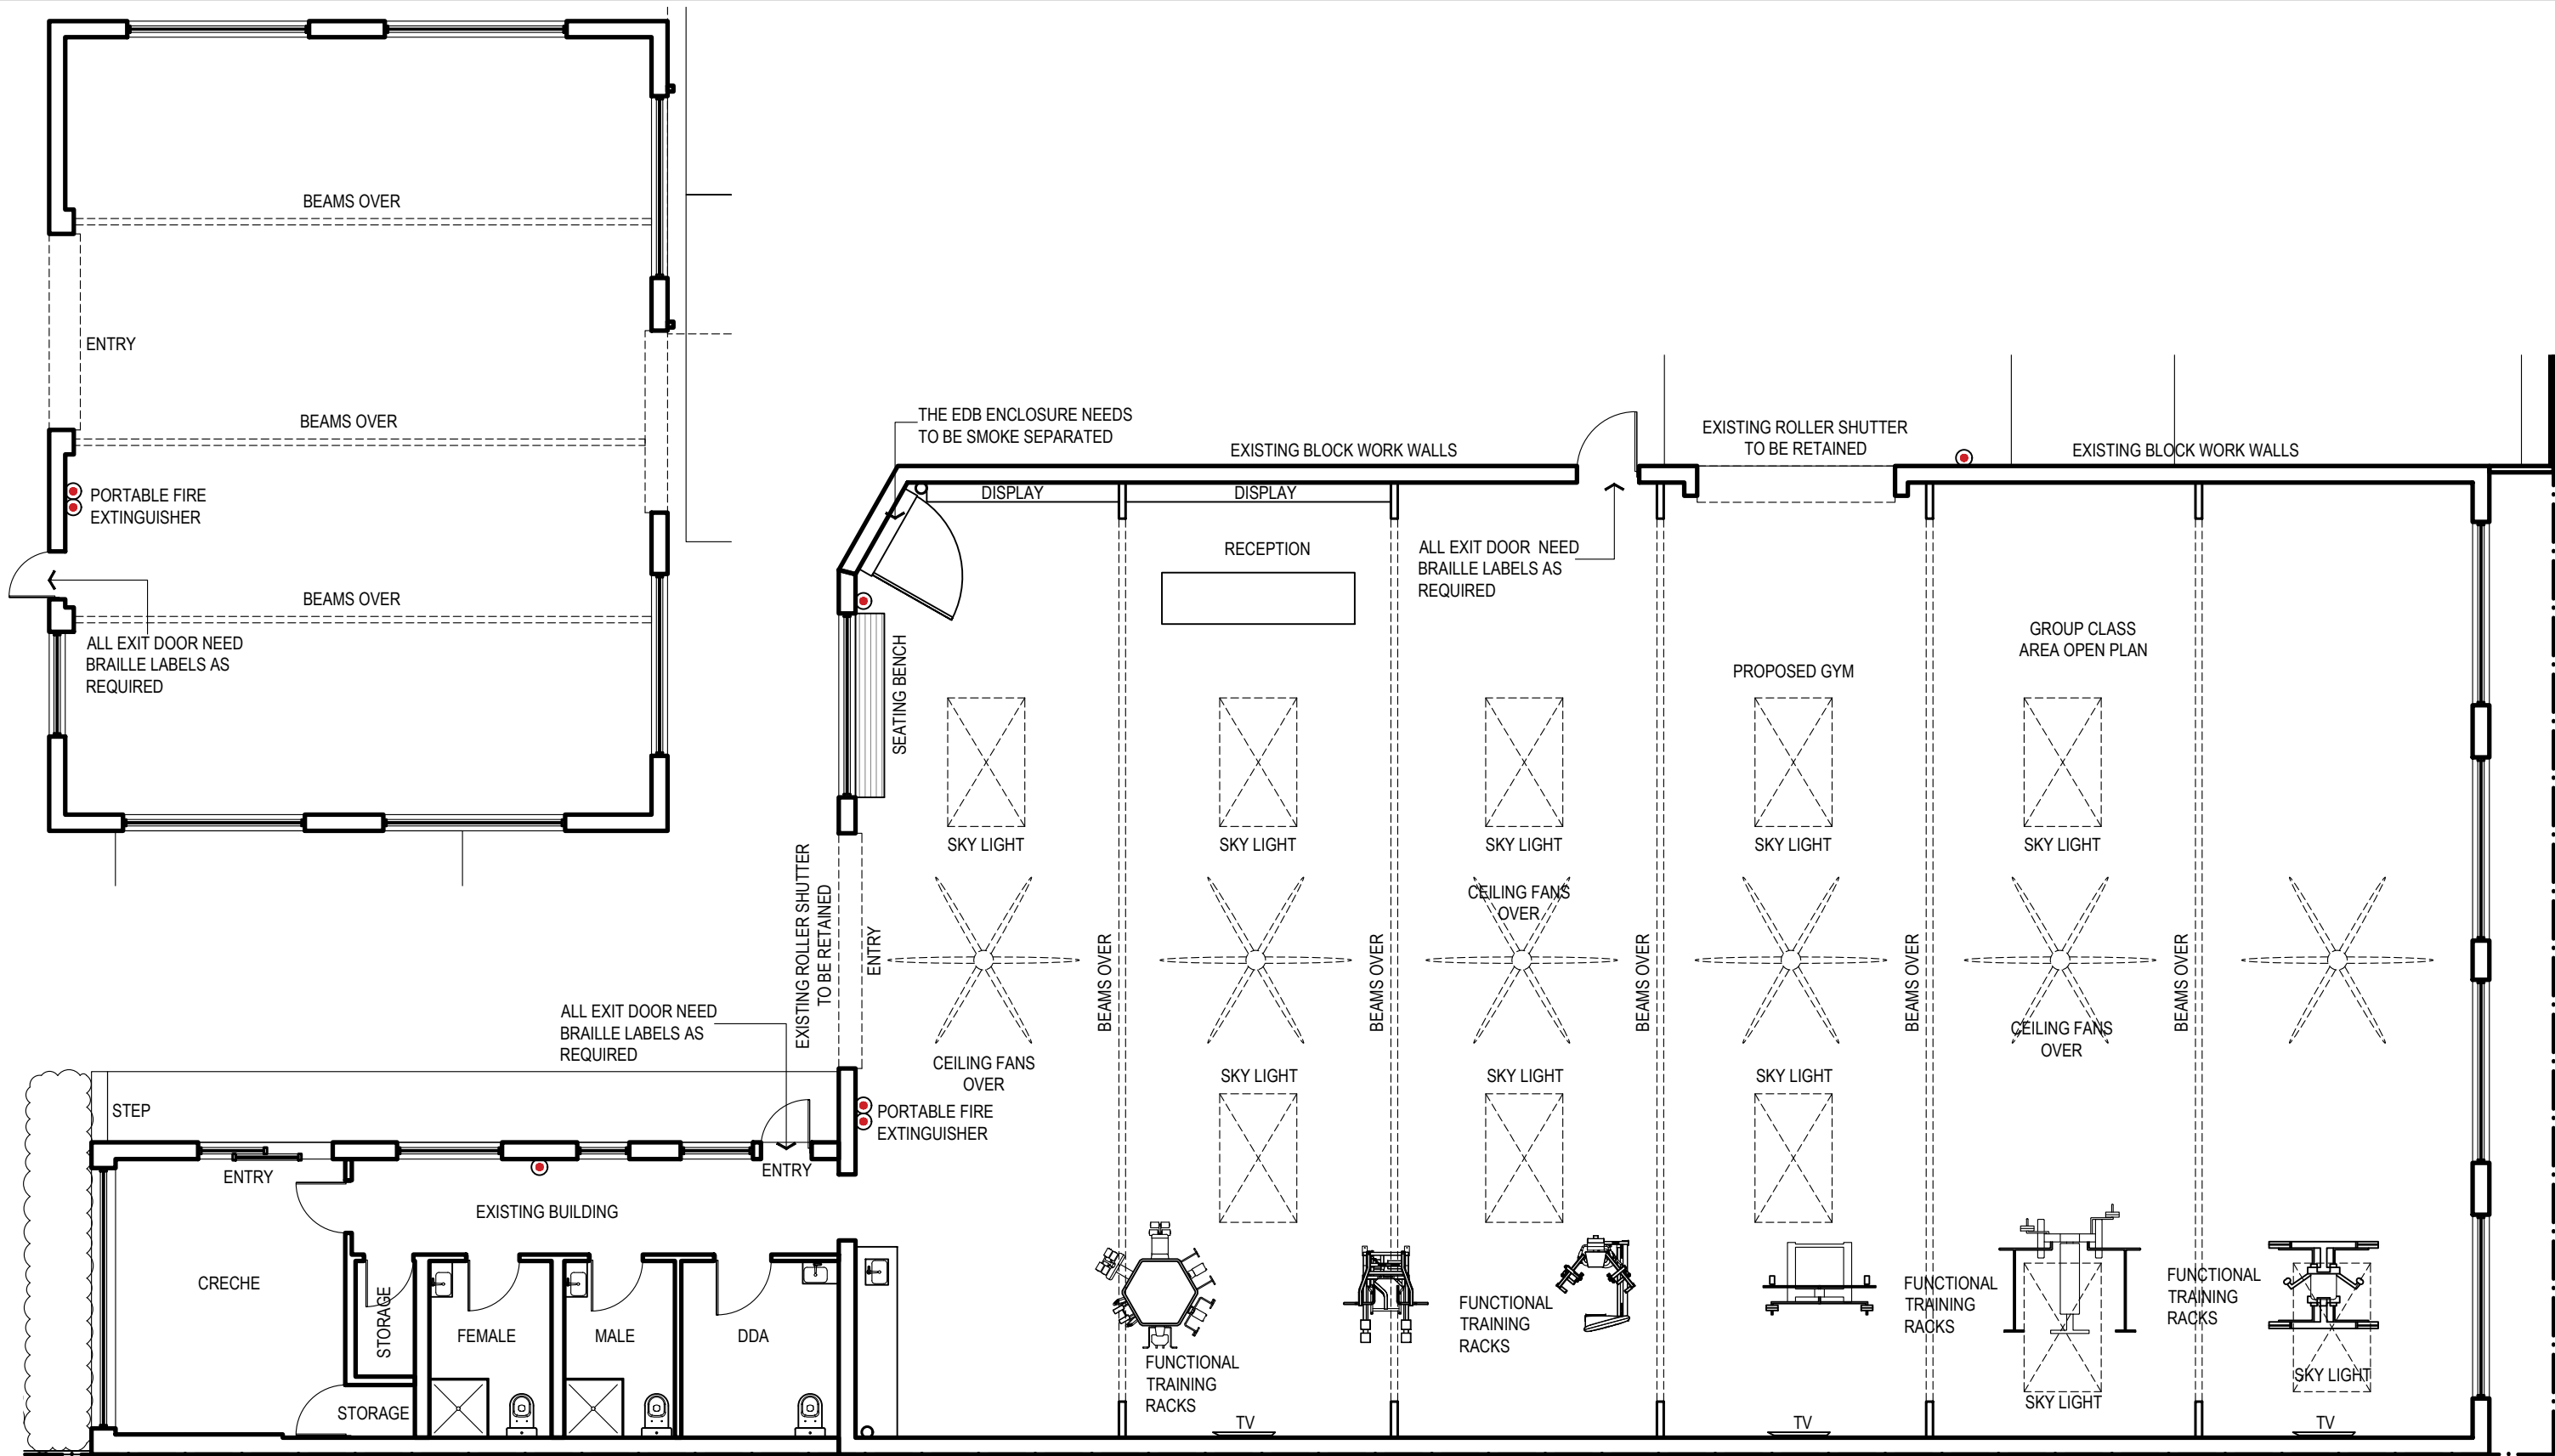 BEAMS OVER
ENTRY
BEAMS OVER
PORTABLE FIRE
EXTINGUISHER
BEAMS OVER
ALL EXIT DOOR NEED
BRAILLE LABELS AS
REQUIRED
THE EDB ENCLOSURE NEEDS
TO BE SMOKE SEPARATED
EXISTING BLOCK WORK WALLS
EXISTING ROLLER SHUTTER
TO BE RETAINED
EXISTING BLOCK WORK WALLS
DISPLAY
DISPLAY
RECEPTION
ALL EXIT DOOR NEED
BRAILLE LABELS AS
REQUIRED
GROUP CLASS
AREA OPEN PLAN
PROPOSED GYM
SEATING BENCH
SKY LIGHT
SKY LIGHT
SKY LIGHT
SKY LIGHT
SKY LIGHT
EXISTING ROLLER SHUTTER
TO BE RETAINED
ENTRY
CEILING FANS
OVER
BEAMS OVER
BEAMS OVER
BEAMS OVER
BEAMS OVER
BEAMS OVER
CEILING FANS
OVER
CEILING FANS
OVER
ALL EXIT DOOR NEED
BRAILLE LABELS AS
REQUIRED
SKY LIGHT
SKY LIGHT
SKY LIGHT
STEP
PORTABLE FIRE
EXTINGUISHER
ENTRY
ENTRY
EXISTING BUILDING
CRECHE
STORAGE
FEMALE
MALE
DDA
STORAGE
FUNCTIONAL
TRAINING
RACKS
FUNCTIONAL
TRAINING
RACKS
FUNCTIONAL
TRAINING
RACKS
FUNCTIONAL
TRAINING
RACKS
SKY LIGHT
SKY LIGHT
TV
TV
TV